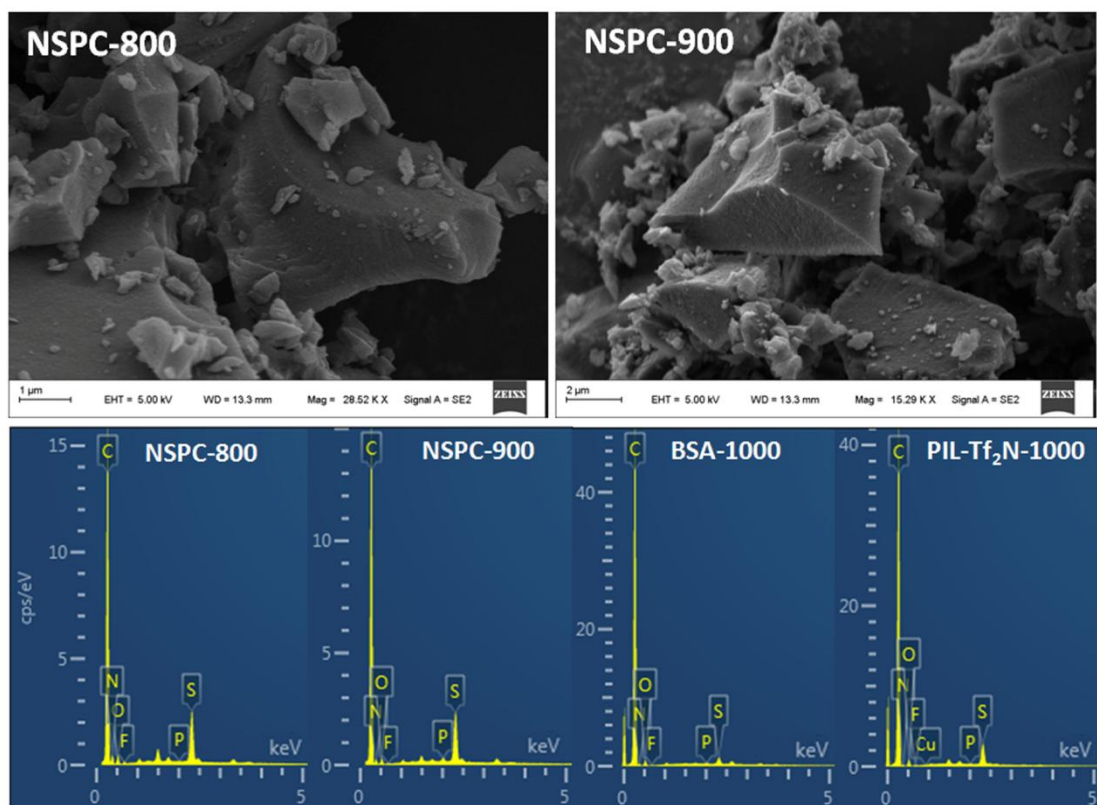 NSPC-800
1 µm
EHT = 5.00 kV
WD = 13.3 mm
Mag = 28.52 K X
Signal A = SE2
ZEISS
NSPC-900
2 µm
EHT = 5.00 kV
WD = 13.3 mm
Mag = 15.29 K X
Signal A = SE2
ZEISS
NSPC-800
cps/eV
15
10
5
0
C
N
O
F
P
S
keV
0
5
NSPC-900
10
0
C
O
N
F
P
S
keV
0
5
BSA-1000
40
20
0
C
O
N
F
P
S
keV
0
5
PIL-Tf₂N-1000
40
20
0
C
O
N
F
Cu
P
S
keV
0
5